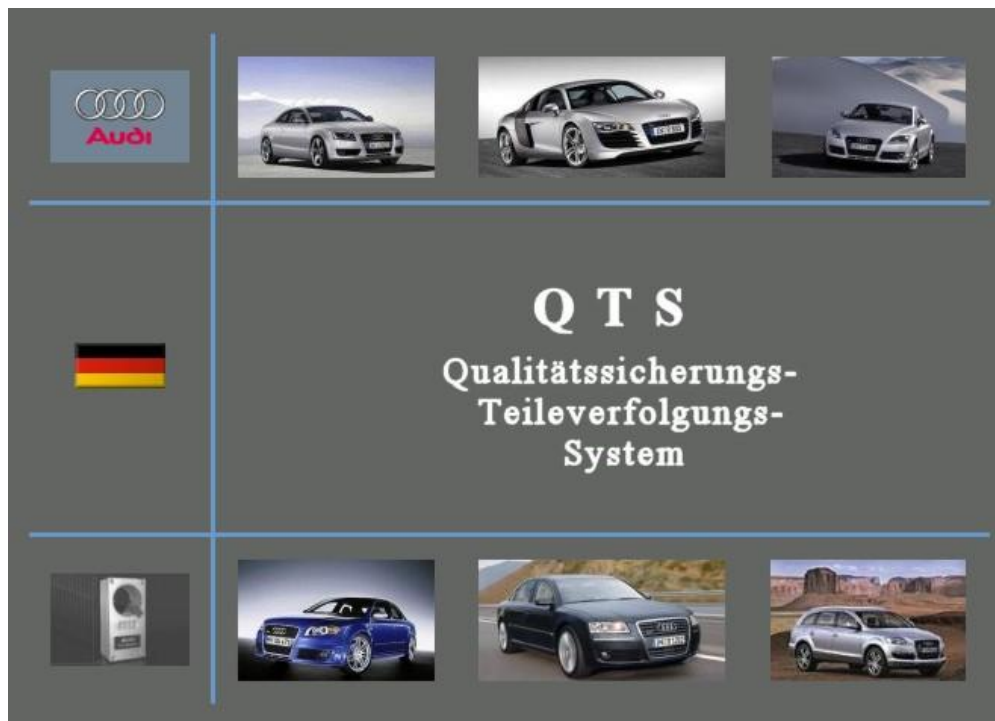 Audi
Q T S
Qualitätssicherungs-
Teileverfolgungs-
System